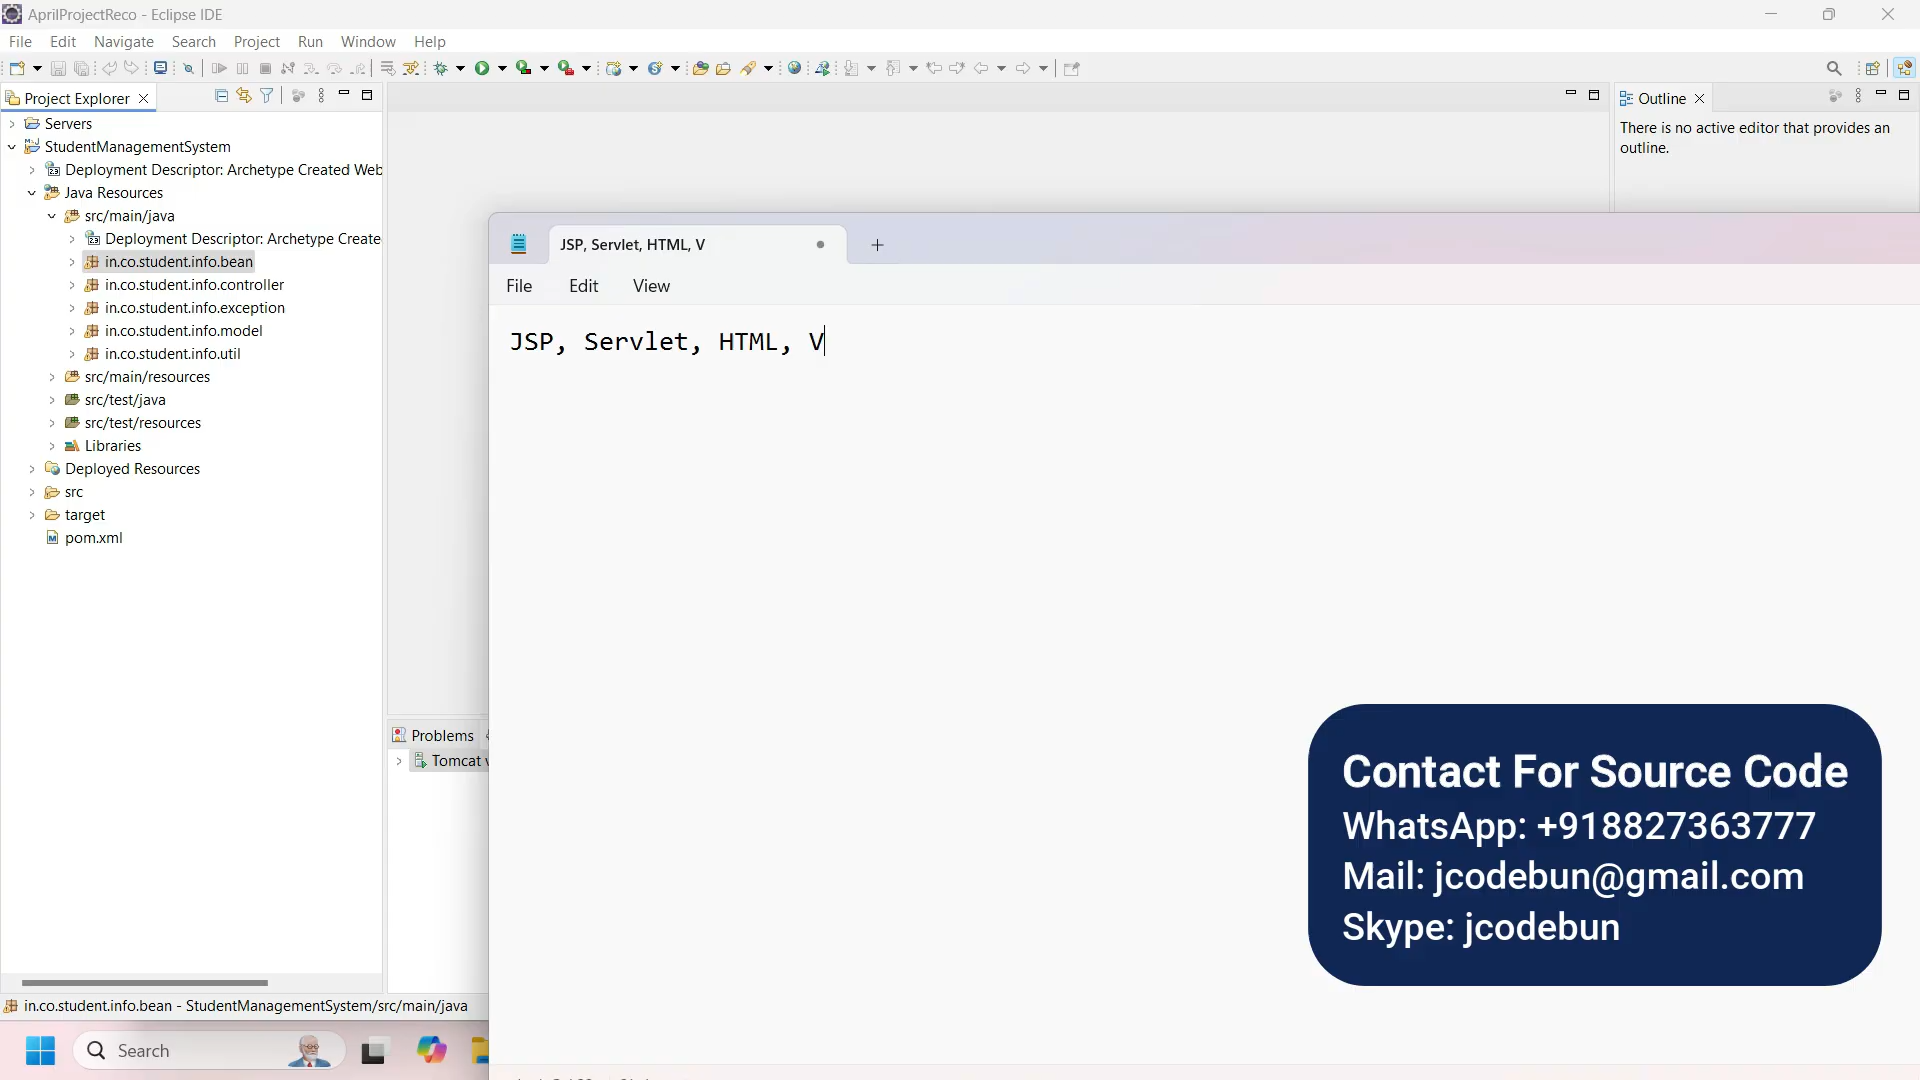 AprilProjectReco - Eclipse IDE
File Edit Navigate Search Project Run Window Help
Project Explorer
Outline
There is no active editor that provides an
outline.
Servers
StudentManagementSystem
Deployment Descriptor: Archetype Created Web
Java Resources
src/main/java
Deployment Descriptor: Archetype Create
in.co.student.info.bean
in.co.student.info.controller
in.co.student.info.exception
in.co.student.info.model
in.co.student.info.util
src/main/resources
src/test/java
src/test/resources
Libraries
Deployed Resources
src
target
pom.xml
JSP, Servlet, HTML, V
File Edit View
JSP, Servlet, HTML, V
Problems
Tomcat v
Contact For Source Code
WhatsApp: +918827363777
Mail: jcodebun@gmail.com
Skype: jcodebun
in.co.student.info.bean - StudentManagementSystem/src/main/java
Search